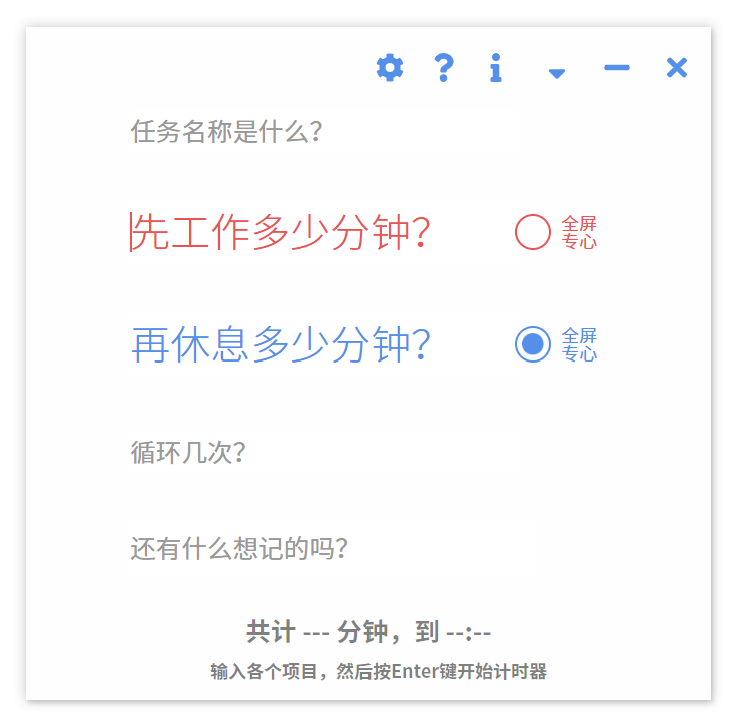 任务名称是什么？
先工作多少分钟？
全屏
专心
再休息多少分钟？
全屏
专心
循环几次？
还有什么想记的吗？
共计 --- 分钟，到 --:--
输入各个项目，然后按Enter键开始计时器